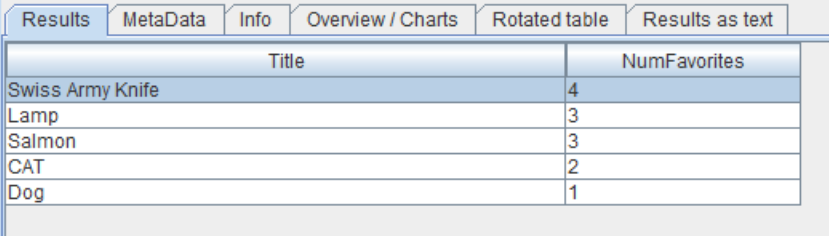 Results MetaData Info Overview / Charts Rotated table Results as text
Title NumFavorites
Swiss Army Knife 4
Lamp 3
Salmon 3
CAT 2
Dog 1